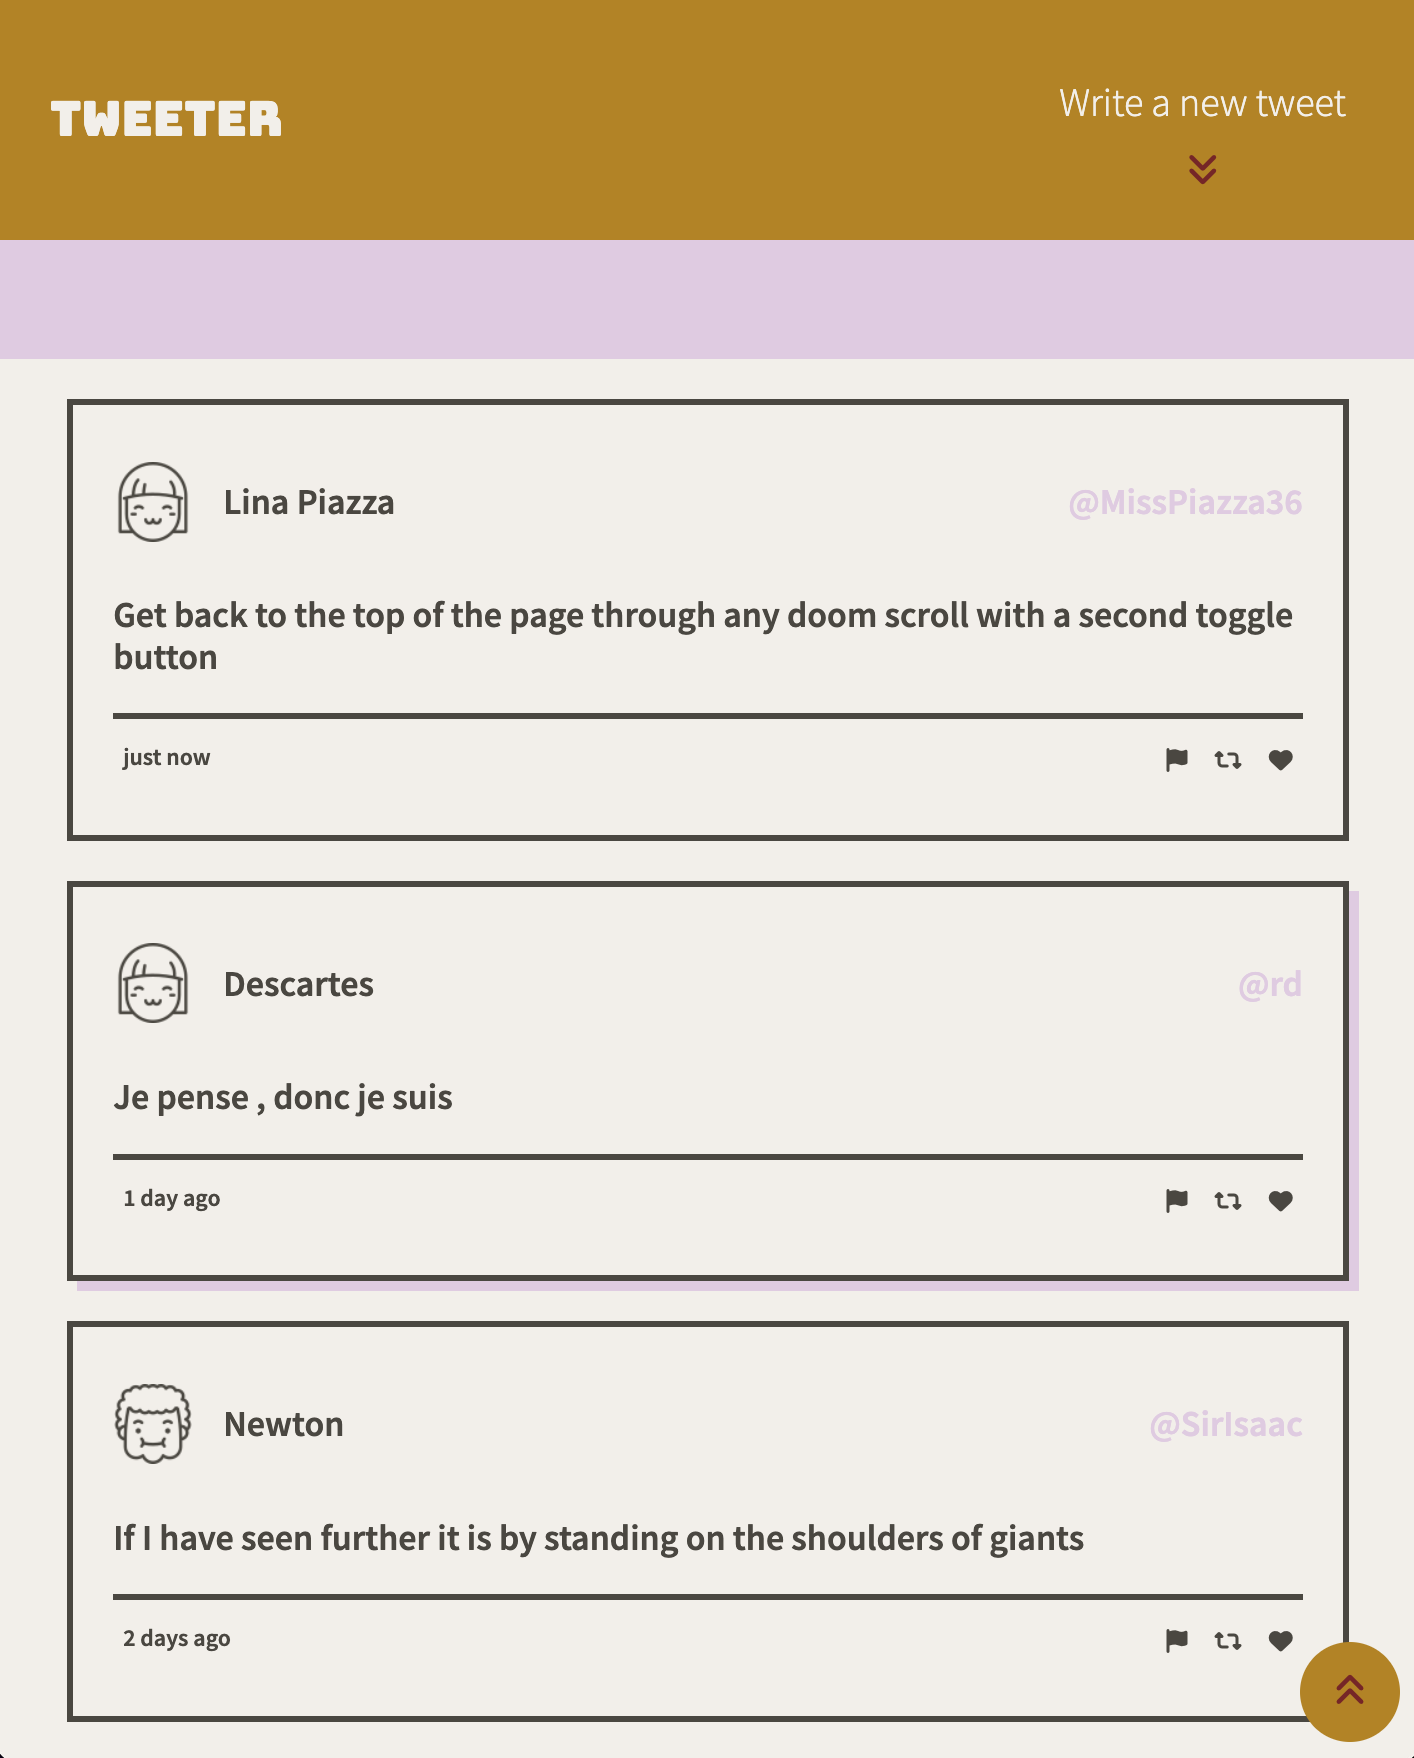 TWEETER
Write a new tweet
Lina Piazza
@MissPiazza36
Get back to the top of the page through any doom scroll with a second toggle
button
just now
Descartes
@rd
Je pense , donc je suis
1 day ago
Newton
@SirIsaac
If I have seen further it is by standing on the shoulders of giants
2 days ago